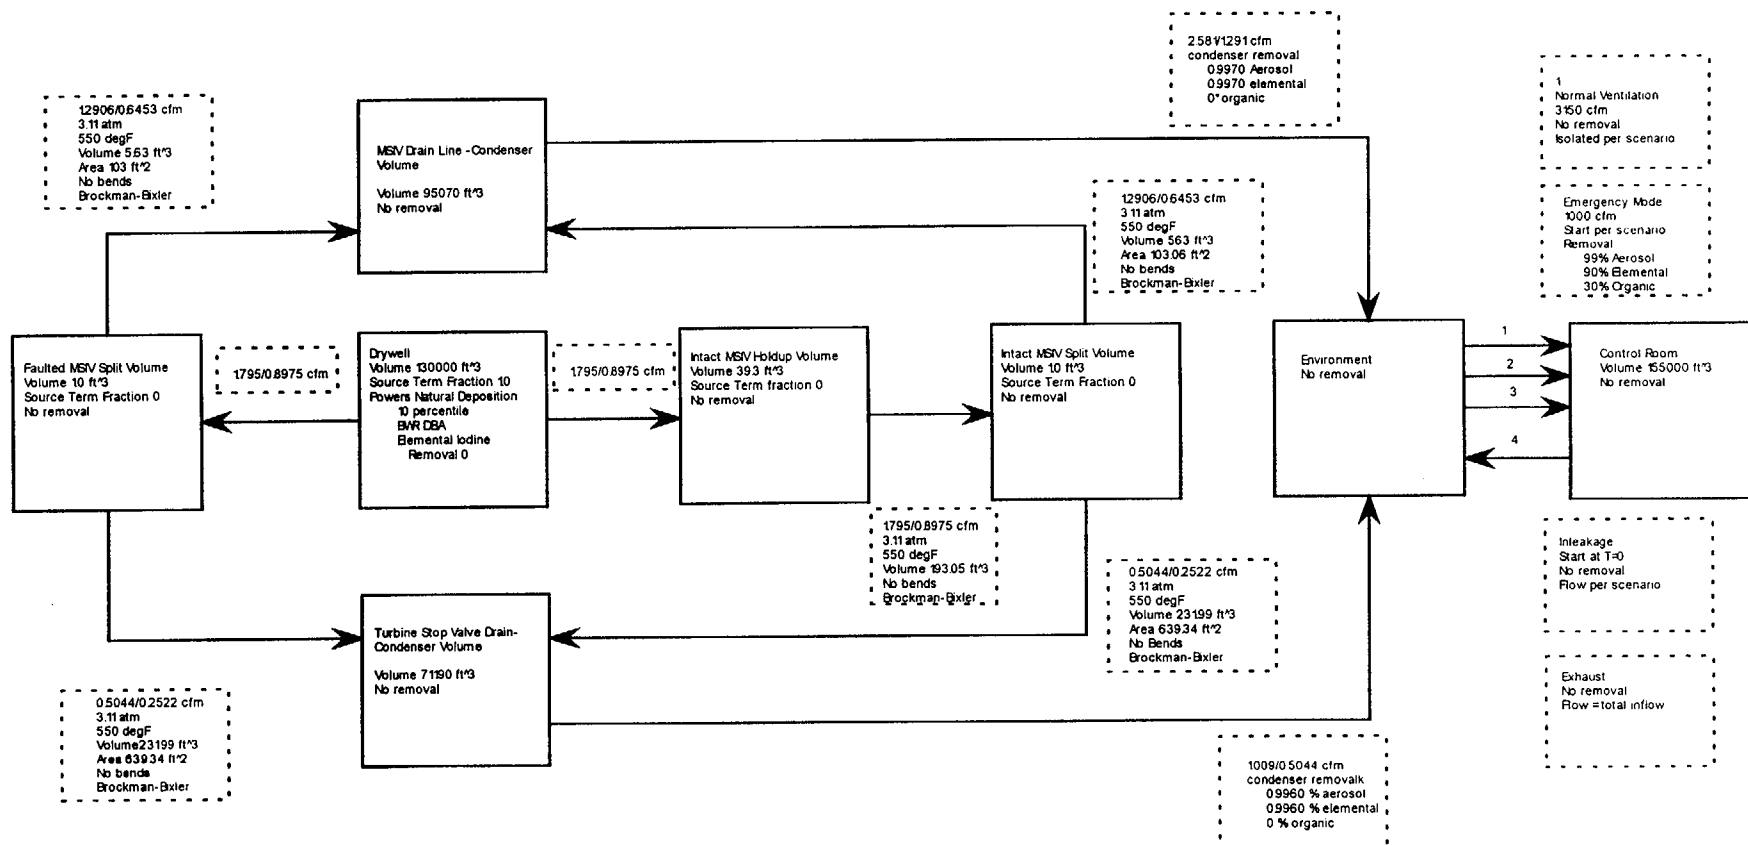 2.581/1.291 cfm
condenser removal
0.9970 Aerosol
0.9970 elemental
0* organic
1
Normal Ventilation
3150 cfm
No removal
Isolated per scenario
1.2906/0.6453 cfm
3.11 atm
550 degF
Volume 5.63 ft^3
Area 103 ft^2
No bends
Brockman-Bixler
MSIV Drain Line -Condenser
Volume
Volume 95070 ft^3
No removal
1.2906/0.6453 cfm
3.11 atm
550 degF
Volume 563 ft^3
Area 103.06 ft^2
No bends
Brockman-Bixler
Emergency Mode
1000 cfm
Start per scenario
Removal
99% Aerosol
90% Elemental
30% Organic
Faulted MSIV Split Volume
Volume 1.0 ft^3
Source Term Fraction 0
No removal
1.795/0.8975 cfm
Drywell
Volume 130000 ft^3
Source Term Fraction 1.0
Powers Natural Deposition
10 percentile
BWR DBA
Elemental Iodine
Removal 0
1.795/0.8975 cfm
Intact MSIV Holdup Volume
Volume 39.3 ft^3
Source Term fraction 0
No removal
Intact MSIV Split Volume
Volume 1.0 ft^3
Source Term Fraction 0
No removal
Environment
No removal
1
2
3
4
Control Room
Volume 155000 ft^3
No removal
1.795/0.8975 cfm
3.11 atm
550 degF
Volume 193.05 ft^3
No bends
Brockman-Bixler
0.5044/0.2522 cfm
3.11 atm
550 degF
Volume 231.99 ft^3
Area 639.34 ft^2
No Bends
Brockman-Bixler
Inleakage
Start at T=0
No removal
Flow per scenario
Turbine Stop Valve Drain-
Condenser Volume
Volume 71190 ft^3
No removal
Exhaust
No removal
Flow =total inflow
0.5044/0.2522 cfm
3.11 atm
550 degF
Volume231.99 ft^3
Area 639.34 ft^2
No bends
Brockman-Bixler
1.009/0.5044 cfm
condenser removalk
0.9960 % aerosol
0.9960 % elemental
0 % organic